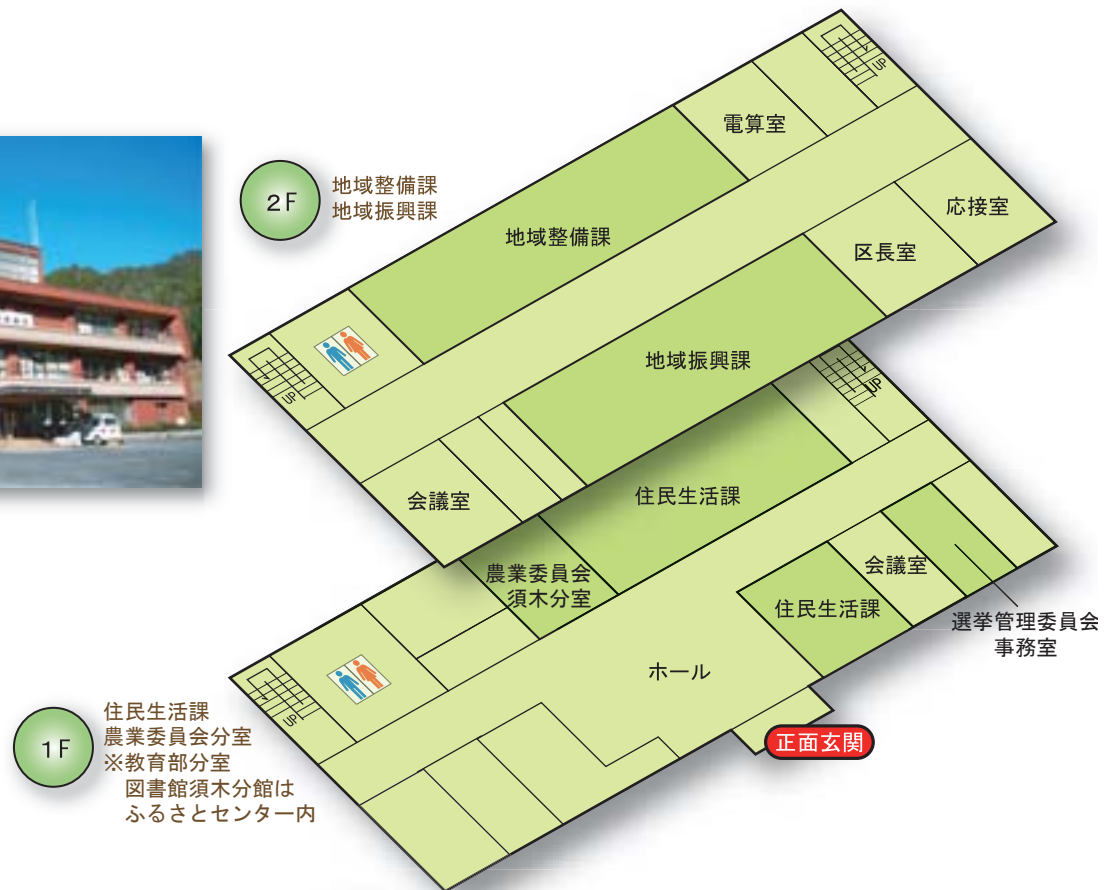 2F
地域整備課
地域振興課
UP
電算室
地域整備課
応接室
区長室
地域振興課
UP
会議室
UP
住民生活課
農業委員会
須木分室
会議室
住民生活課
選挙管理委員会
事務室
ホール
UP
正面玄関
1F
住民生活課
農業委員会分室
※教育部分室
図書館須木分館は
ふるさとセンター内